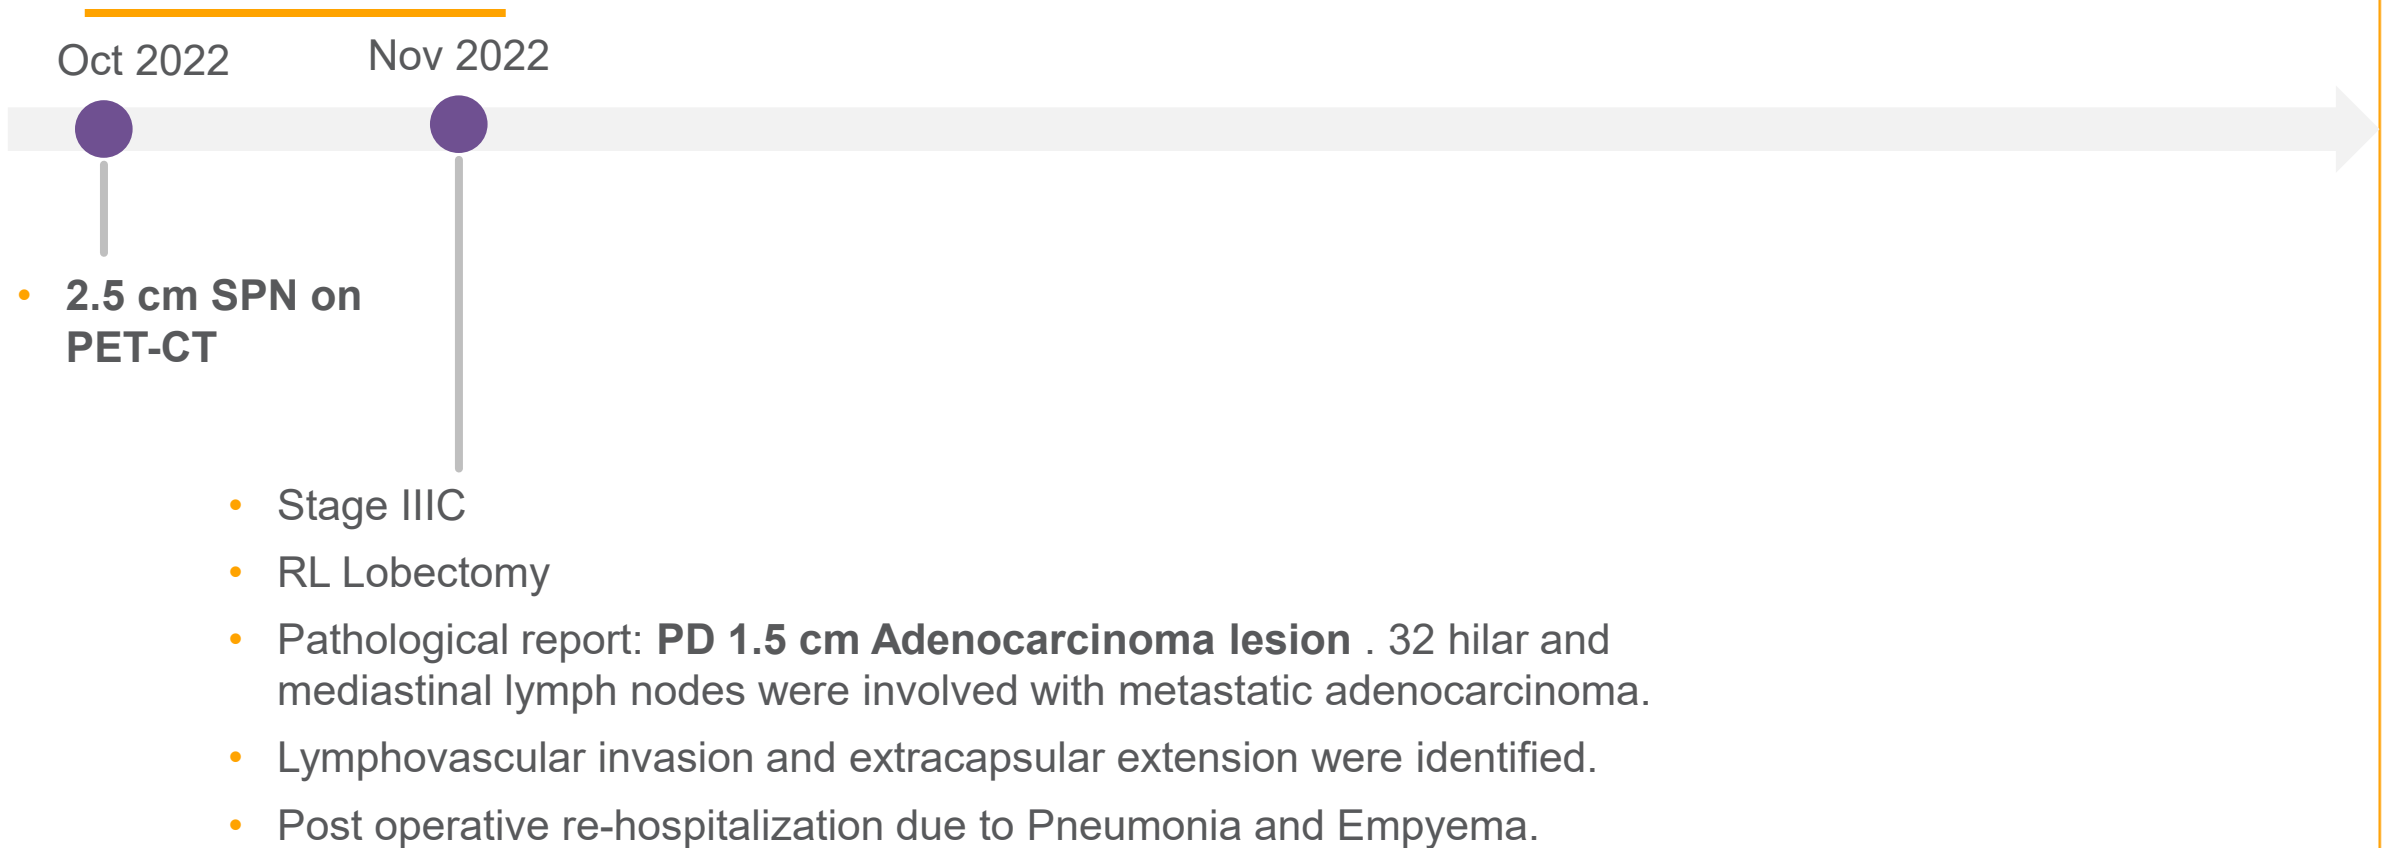 Oct 2022
Nov 2022
• 2.5 cm SPN on
PET-CT
• Stage IIIC
• RL Lobectomy
• Pathological report: PD 1.5 cm Adenocarcinoma lesion . 32 hilar and
mediastinal lymph nodes were involved with metastatic adenocarcinoma.
• Lymphovascular invasion and extracapsular extension were identified.
• Post operative re-hospitalization due to Pneumonia and Empyema.